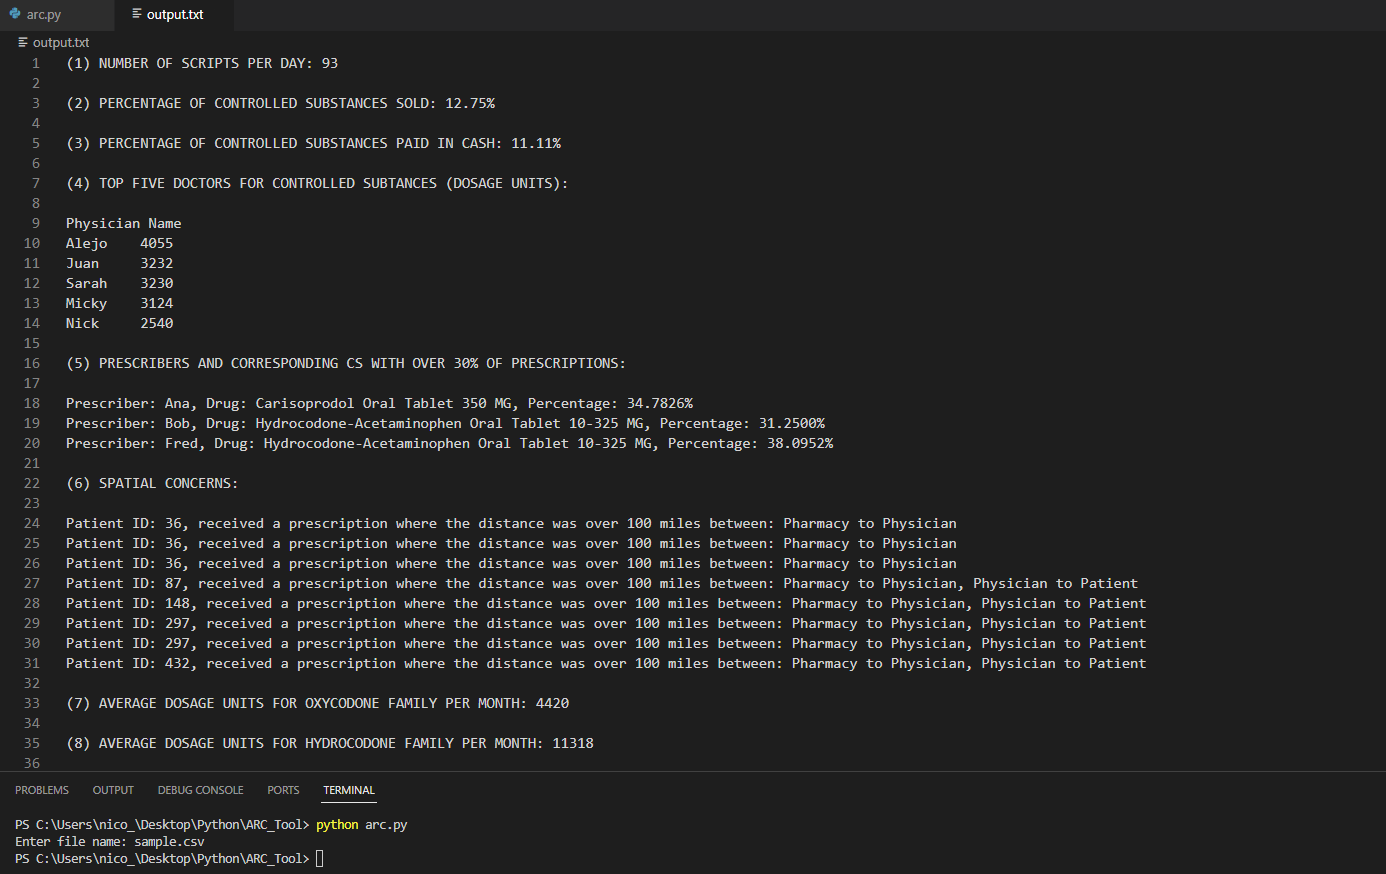 arc.py output.txt
output.txt
1 (1) NUMBER OF SCRIPTS PER DAY: 93
2
3 (2) PERCENTAGE OF CONTROLLED SUBSTANCES SOLD: 12.75%
4
5 (3) PERCENTAGE OF CONTROLLED SUBSTANCES PAID IN CASH: 11.11%
6
7 (4) TOP FIVE DOCTORS FOR CONTROLLED SUBTANCES (DOSAGE UNITS):
8
9 Physician Name
10 Alejo 4055
11 Juan 3232
12 Sarah 3230
13 Micky 3124
14 Nick 2540
15
16 (5) PRESCRIBERS AND CORRESPONDING CS WITH OVER 30% OF PRESCRIPTIONS:
17
18 Prescriber: Ana, Drug: Carisoprodol Oral Tablet 350 MG, Percentage: 34.7826%
19 Prescriber: Bob, Drug: Hydrocodone-Acetaminophen Oral Tablet 10-325 MG, Percentage: 31.2500%
20 Prescriber: Fred, Drug: Hydrocodone-Acetaminophen Oral Tablet 10-325 MG, Percentage: 38.0952%
21
22 (6) SPATIAL CONCERNS:
23
24 Patient ID: 36, received a prescription where the distance was over 100 miles between: Pharmacy to Physician
25 Patient ID: 36, received a prescription where the distance was over 100 miles between: Pharmacy to Physician
26 Patient ID: 36, received a prescription where the distance was over 100 miles between: Pharmacy to Physician
27 Patient ID: 87, received a prescription where the distance was over 100 miles between: Pharmacy to Physician, Physician to Patient
28 Patient ID: 148, received a prescription where the distance was over 100 miles between: Pharmacy to Physician, Physician to Patient
29 Patient ID: 297, received a prescription where the distance was over 100 miles between: Pharmacy to Physician, Physician to Patient
30 Patient ID: 297, received a prescription where the distance was over 100 miles between: Pharmacy to Physician, Physician to Patient
31 Patient ID: 432, received a prescription where the distance was over 100 miles between: Pharmacy to Physician, Physician to Patient
32
33 (7) AVERAGE DOSAGE UNITS FOR OXYCODONE FAMILY PER MONTH: 4420
34
35 (8) AVERAGE DOSAGE UNITS FOR HYDROCODONE FAMILY PER MONTH: 11318
36
PROBLEMS OUTPUT DEBUG CONSOLE PORTS TERMINAL
PS C:\Users\nico_\Desktop\Python\ARC_Tool> python arc.py
Enter file name: sample.csv
PS C:\Users\nico_\Desktop\Python\ARC_Tool>